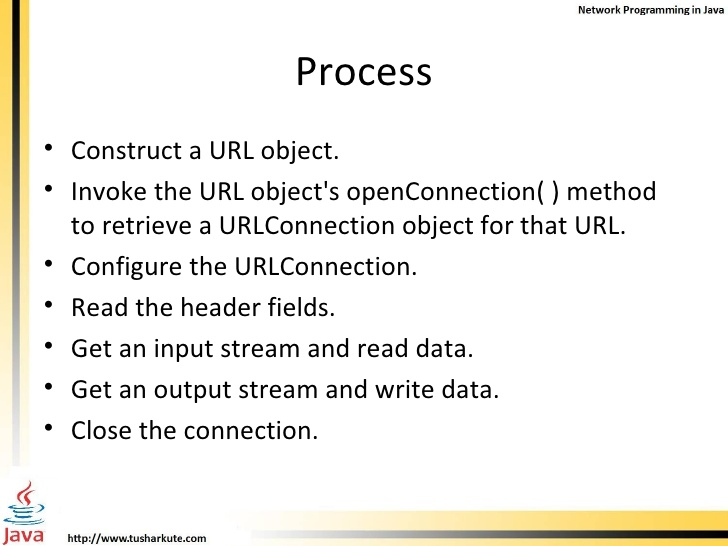 Network Programming in Java
Process
• Construct a URL object.
• Invoke the URL object's openConnection( ) method
to retrieve a URLConnection object for that URL.
• Configure the URLConnection.
• Read the header fields.
• Get an input stream and read data.
• Get an output stream and write data.
• Close the connection.
Java
http://www.tusharkute.com